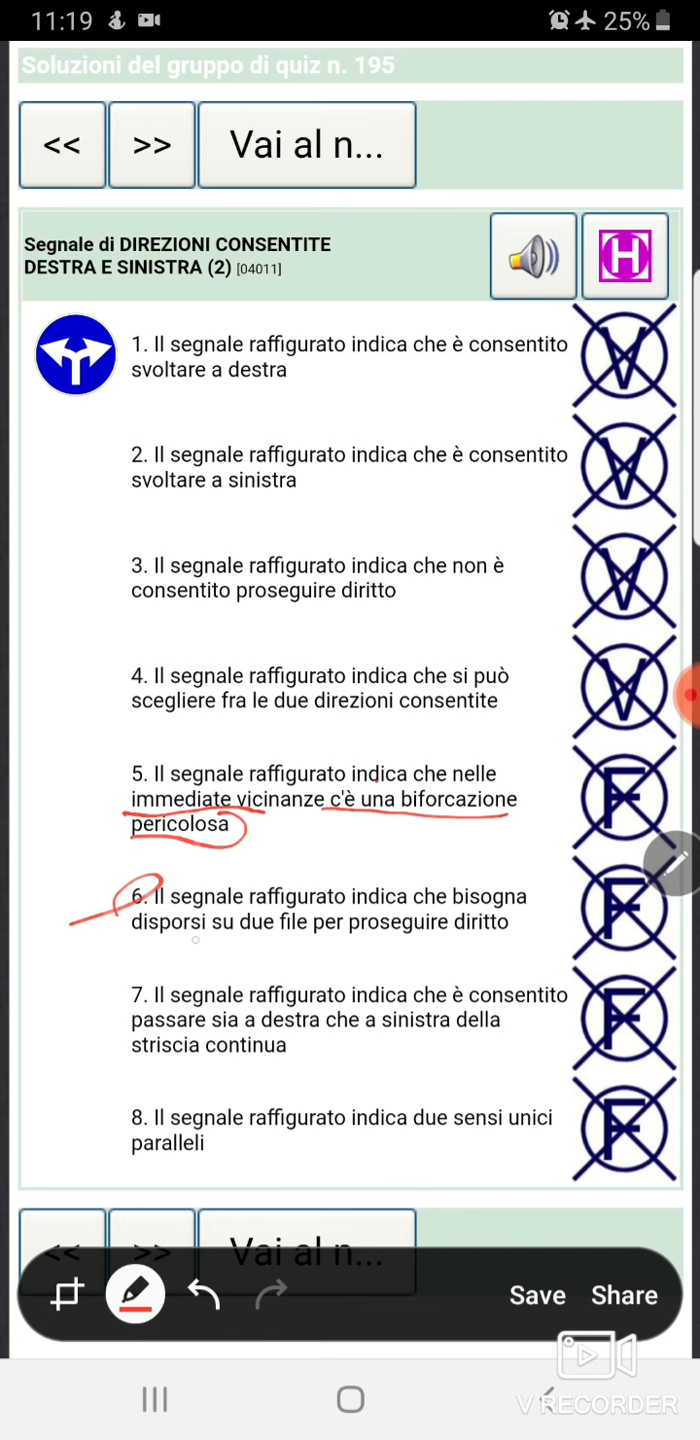 11:19
25%
Soluzioni del gruppo di quiz n. 195
<<
>>
Vai al n...
Segnale di DIREZIONI CONSENTITE
DESTRA E SINISTRA (2) [04011]
H
1. Il segnale raffigurato indica che è consentito
svoltare a destra
V
2. Il segnale raffigurato indica che è consentito
svoltare a sinistra
V
3. Il segnale raffigurato indica che non è
consentito proseguire diritto
V
4. Il segnale raffigurato indica che si può
scegliere fra le due direzioni consentite
V
5. Il segnale raffigurato indica che nelle
immediate vicinanze c'è una biforcazione
pericolosa
F
6. Il segnale raffigurato indica che bisogna
disporsi su due file per proseguire diritto
F
7. Il segnale raffigurato indica che è consentito
passare sia a destra che a sinistra della
striscia continua
F
8. Il segnale raffigurato indica due sensi unici
paralleli
F
<<
>>
Vai al n...
Save
Share
V RECORDER